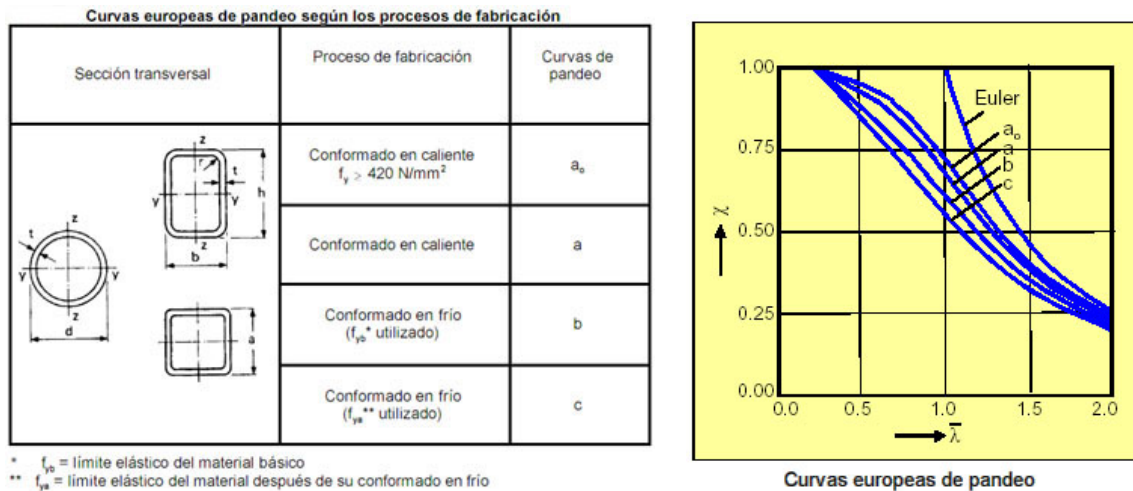 Curvas europeas de pandeo según los procesos de fabricación
Sección transversal
Proceso de fabricación
Curvas de
pandeo
z
r
t
y
y
h
z
b
t
z
y
y
z
d
a
Conformado en caliente
fy ≥ 420 N/mm²
aₒ
Conformado en caliente
a
Conformado en frío
(fyb* utilizado)
b
Conformado en frío
(fya** utilizado)
c
* fyb = límite elástico del material básico
** fya = límite elástico del material después de su conformado en frío
1.00
0.75
0.50
0.25
0.00
χ
Euler
aₒ
a
b
c
0.0
0.5
1.0
1.5
2.0
λ̄
Curvas europeas de pandeo